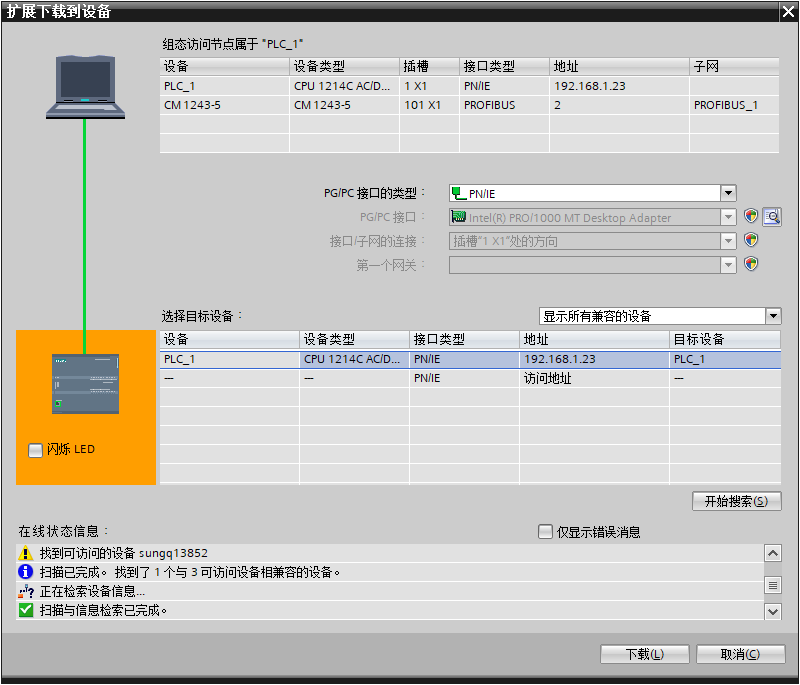 扩展下载到设备
组态访问节点属于 "PLC_1"
设备 设备类型 插槽 接口类型 地址 子网
PLC_1 CPU 1214C AC/D... 1 X1 PN/IE 192.168.1.23
CM 1243-5 CM 1243-5 101 X1 PROFIBUS 2 PROFIBUS_1
PG/PC 接口的类型： PN/IE
PG/PC 接口： Intel(R) PRO/1000 MT Desktop Adapter
接口/子网的连接： 插槽"1 X1"处的方向
第一个网关：
选择目标设备： 显示所有兼容的设备
设备 设备类型 接口类型 地址 目标设备
PLC_1 CPU 1214C AC/D... PN/IE 192.168.1.23 PLC_1
— — PN/IE 访问地址 —
闪烁 LED
开始搜索(S)
在线状态信息： 仅显示错误消息
找到可访问的设备 sungq13852
扫描已完成。 找到了 1 个与 3 可访问设备相兼容的设备。
正在检索设备信息...
扫描与信息检索已完成。
下载(L) 取消(C)